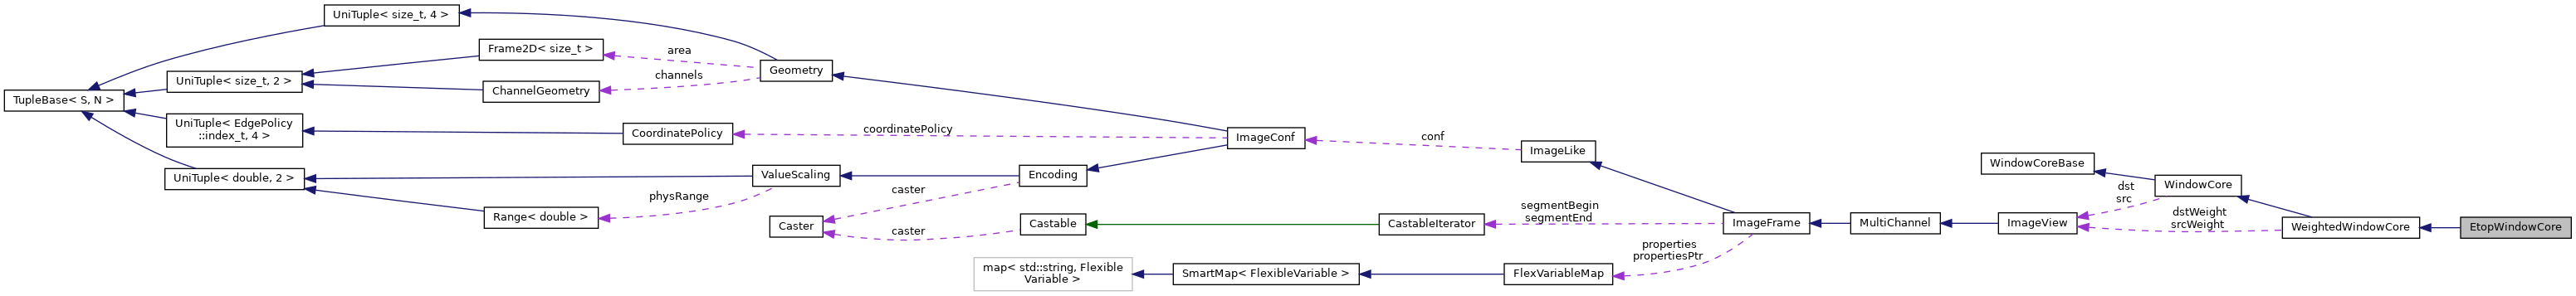 UniTuple< size_t, 4 >
Frame2D< size_t >
area
Geometry
UniTuple< size_t, 2 >
channels
ChannelGeometry
TupleBase< S, N >
UniTuple< EdgePolicy
::index_t, 4 >
CoordinatePolicy
coordinatePolicy
ImageConf
conf
ImageLike
WindowCoreBase
UniTuple< double, 2 >
ValueScaling
Encoding
physRange
caster
Range< double >
Caster
Castable
caster
CastableIterator
segmentBegin
segmentEnd
ImageFrame
MultiChannel
ImageView
dst
src
WindowCore
dstWeight
srcWeight
WeightedWindowCore
EtopWindowCore
properties
propertiesPtr
map< std::string, Flexible
Variable >
SmartMap< FlexibleVariable >
FlexVariableMap